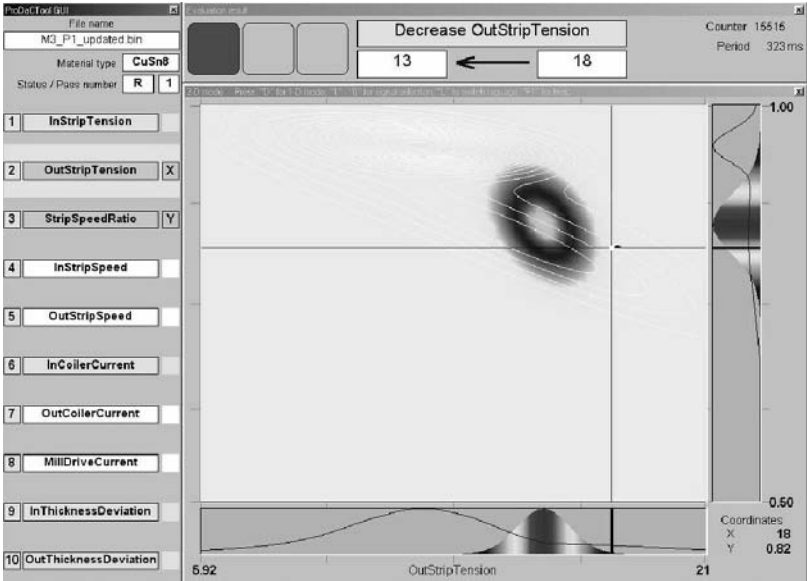 ProDaCTool GUI
File name
M3_P1_updated.bin
Material type CuSn8
Status / Pass number R 1
1 InStripTension
2 OutStripTension X
3 StripSpeedRatio Y
4 InStripSpeed
5 OutStripSpeed
6 InCoilerCurrent
7 OutCoilerCurrent
8 MillDriveCurrent
9 InThicknessDeviation
10 OutThicknessDeviation
Evaluation result
Decrease OutStripTension
13 18
Counter 15516
Period 323 ms
2-D mode
1.00
0.50
5.92 OutStripTension 21
Coordinates
X 18
Y 0.82